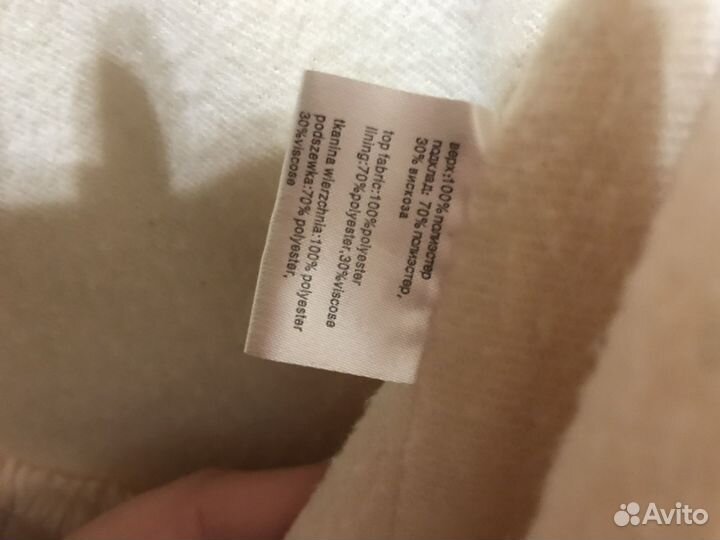 верх:100% полиэстер
подклад: 70% полиэстер,
30% вискоза
top fabric:100%polyester
lining:70%polyester,30%viscose
tkanina wierzchnia:100% polyester
podszewka:70% polyester,
30%viscose
Avito